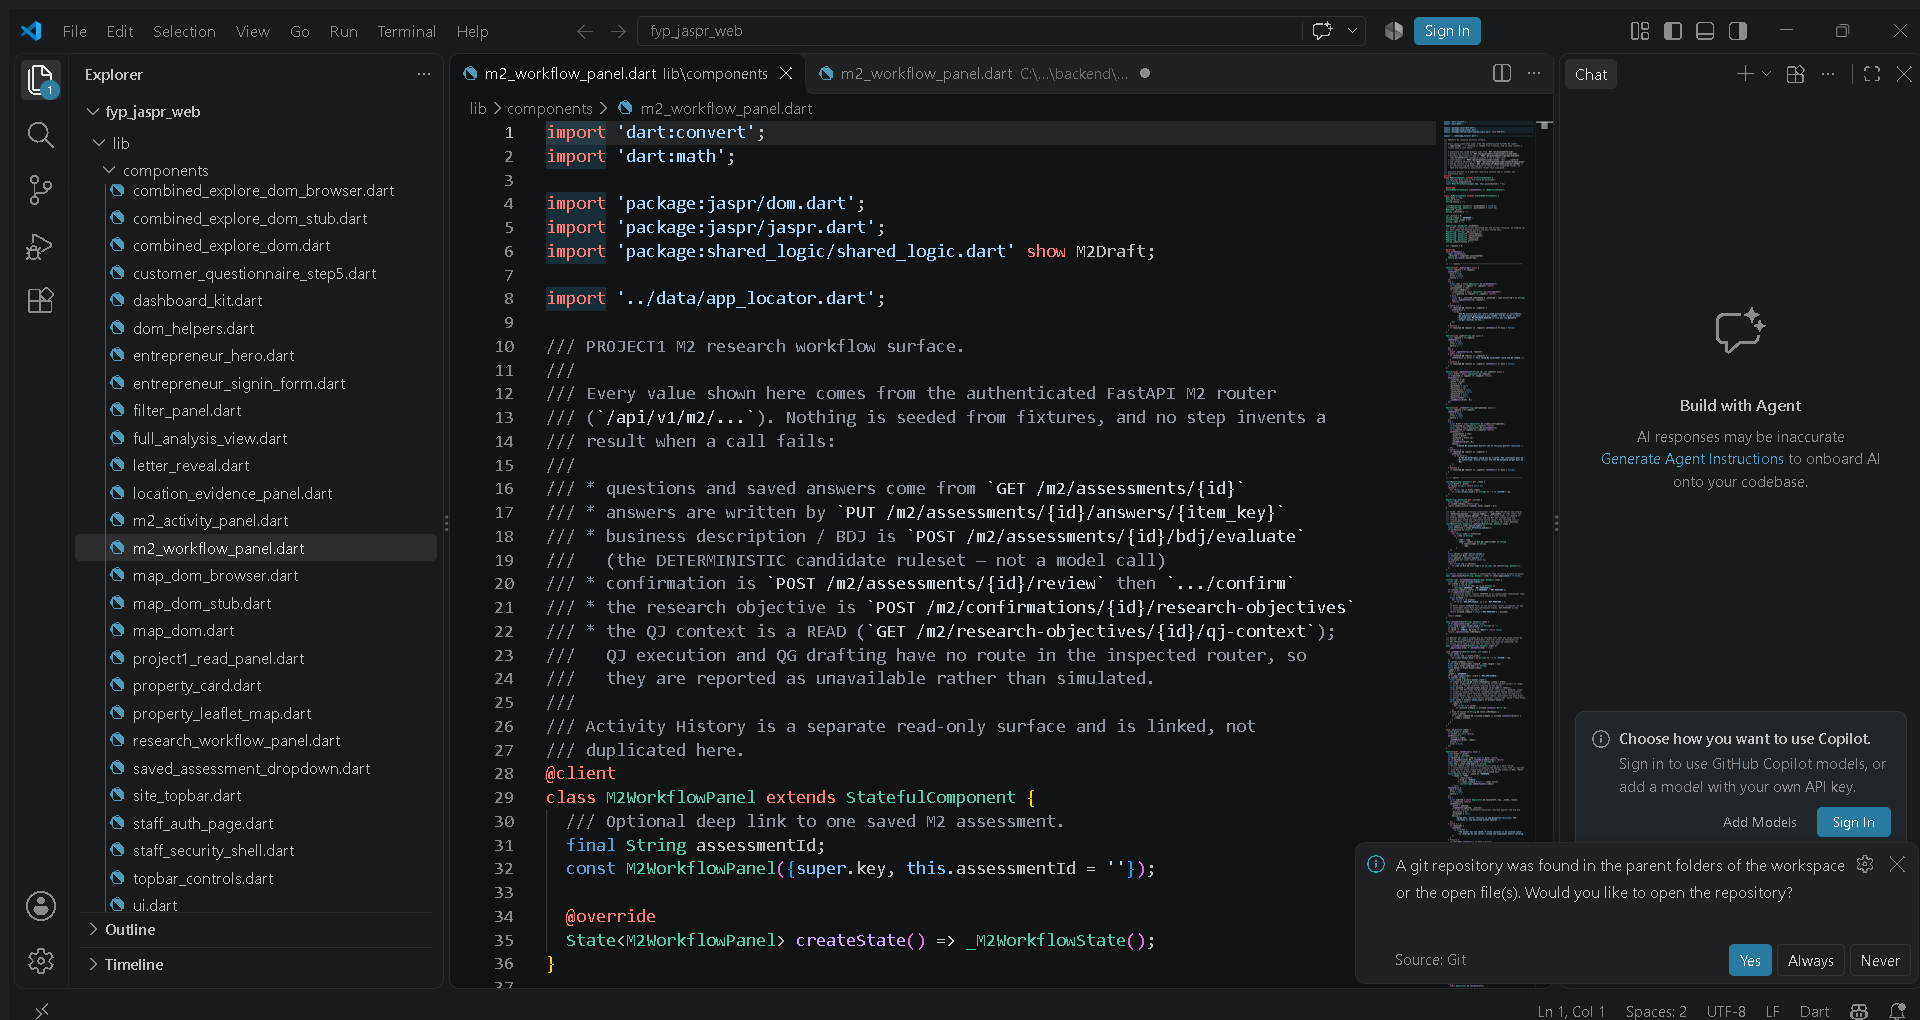 File Edit Selection View Go Run Terminal Help
fyp_jaspr_web
Sign In
Explorer
1
fyp_jaspr_web
lib
components
combined_explore_dom_browser.dart
combined_explore_dom_stub.dart
combined_explore_dom.dart
customer_questionnaire_step5.dart
dashboard_kit.dart
dom_helpers.dart
entrepreneur_hero.dart
entrepreneur_signin_form.dart
filter_panel.dart
full_analysis_view.dart
letter_reveal.dart
location_evidence_panel.dart
m2_activity_panel.dart
m2_workflow_panel.dart
map_dom_browser.dart
map_dom_stub.dart
map_dom.dart
project1_read_panel.dart
property_card.dart
property_leaflet_map.dart
research_workflow_panel.dart
saved_assessment_dropdown.dart
site_topbar.dart
staff_auth_page.dart
staff_security_shell.dart
topbar_controls.dart
ui.dart
Outline
Timeline
m2_workflow_panel.dart lib\components
m2_workflow_panel.dart C:\...\backend\...
lib > components > m2_workflow_panel.dart
1 import 'dart:convert';
2 import 'dart:math';
3
4 import 'package:jaspr/dom.dart';
5 import 'package:jaspr/jaspr.dart';
6 import 'package:shared_logic/shared_logic.dart' show M2Draft;
7
8 import '../data/app_locator.dart';
9
10 /// PROJECT1 M2 research workflow surface.
11 ///
12 /// Every value shown here comes from the authenticated FastAPI M2 router
13 /// (`/api/v1/m2/...`). Nothing is seeded from fixtures, and no step invents a
14 /// result when a call fails:
15 ///
16 /// * questions and saved answers come from `GET /m2/assessments/{id}`
17 /// * answers are written by `PUT /m2/assessments/{id}/answers/{item_key}`
18 /// * business description / BDJ is `POST /m2/assessments/{id}/bdj/evaluate`
19 ///   (the DETERMINISTIC candidate ruleset — not a model call)
20 /// * confirmation is `POST /m2/assessments/{id}/review` then `.../confirm`
21 /// * the research objective is `POST /m2/confirmations/{id}/research-objectives`
22 /// * the QJ context is a READ (`GET /m2/research-objectives/{id}/qj-context`);
23 ///   QJ execution and QG drafting have no route in the inspected router, so
24 ///   they are reported as unavailable rather than simulated.
25 ///
26 /// Activity History is a separate read-only surface and is linked, not
27 /// duplicated here.
28 @client
29 class M2WorkflowPanel extends StatefulComponent {
30   /// Optional deep link to one saved M2 assessment.
31   final String assessmentId;
32   const M2WorkflowPanel({super.key, this.assessmentId = ''});
33
34   @override
35   State<M2WorkflowPanel> createState() => _M2WorkflowState();
36 }
37
Chat
Build with Agent
AI responses may be inaccurate
Generate Agent Instructions to onboard AI
onto your codebase.
Choose how you want to use Copilot.
Sign in to use GitHub Copilot models, or
add a model with your own API key.
Add Models Sign In
A git repository was found in the parent folders of the workspace
or the open file(s). Would you like to open the repository?
Source: Git
Yes Always Never
Ln 1, Col 1 Spaces: 2 UTF-8 LF Dart